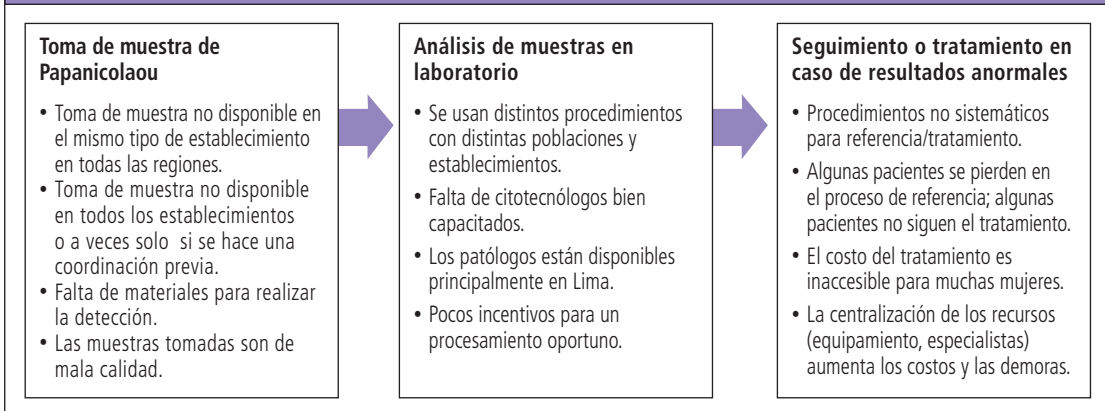 Toma de muestra de
Papanicolaou
• Toma de muestra no disponible en
el mismo tipo de establecimiento
en todas las regiones.
• Toma de muestra no disponible
en todos los establecimientos
o a veces solo si se hace una
coordinación previa.
• Falta de materiales para realizar
la detección.
• Las muestras tomadas son de
mala calidad.
Análisis de muestras en
laboratorio
• Se usan distintos procedimientos
con distintas poblaciones y
establecimientos.
• Falta de citotecnólogos bien
capacitados.
• Los patólogos están disponibles
principalmente en Lima.
• Pocos incentivos para un
procesamiento oportuno.
Seguimiento o tratamiento en
caso de resultados anormales
• Procedimientos no sistemáticos
para referencia/tratamiento.
• Algunas pacientes se pierden en
el proceso de referencia; algunas
pacientes no siguen el tratamiento.
• El costo del tratamiento es
inaccesible para muchas mujeres.
• La centralización de los recursos
(equipamiento, especialistas)
aumenta los costos y las demoras.